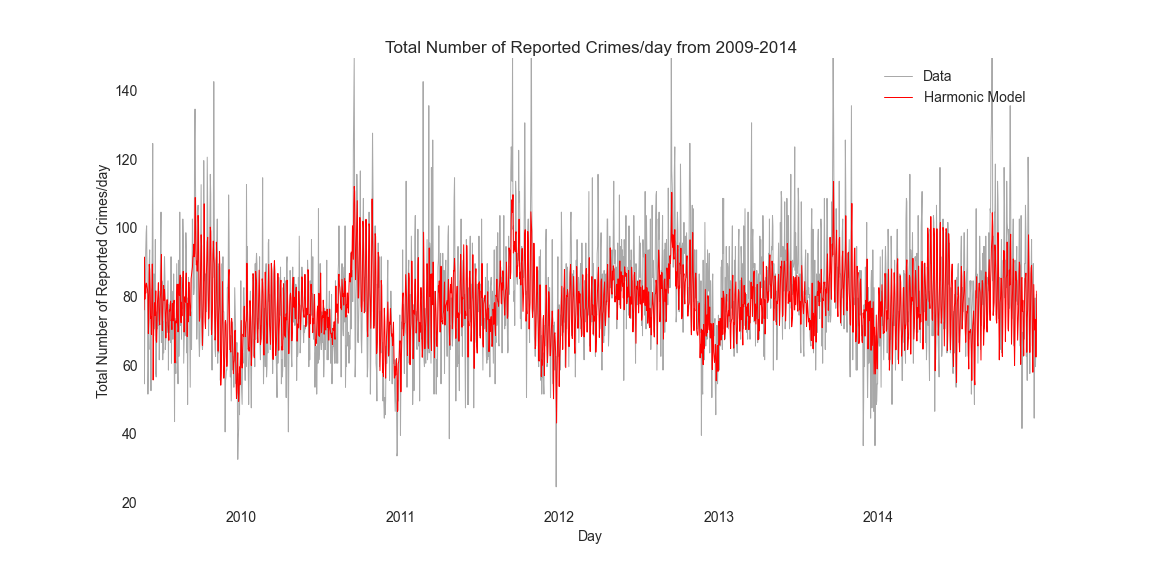 Total Number of Reported Crimes/day from 2009-2014
Data
Harmonic Model
Total Number of Reported Crimes/day
140
120
100
80
60
40
20
2010
2011
2012
2013
2014
Day